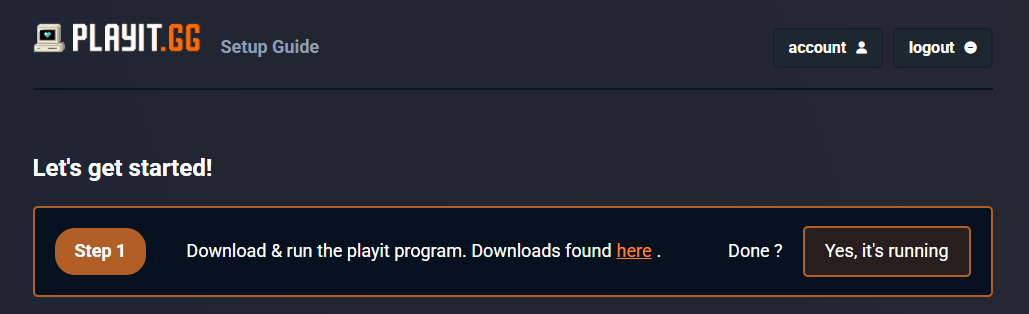 PLAYIT.GG Setup Guide account logout
Let's get started!
Step 1 Download & run the playit program. Downloads found here . Done ? Yes, it's running